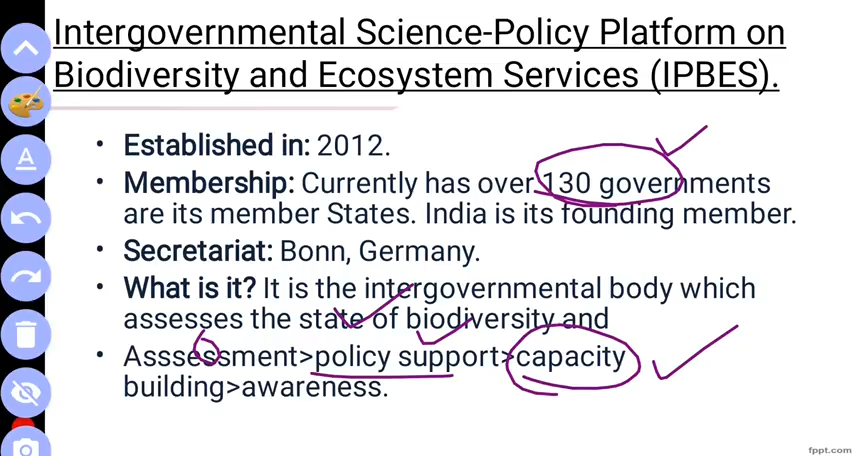 Intergovernmental Science-Policy Platform on
Biodiversity and Ecosystem Services (IPBES).
• Established in: 2012.
• Membership: Currently has over 130 governments
are its member States. India is its founding member.
• Secretariat: Bonn, Germany.
• What is it? It is the intergovernmental body which
assesses the state of biodiversity and
• Asssessment>policy support>capacity
building>awareness.
A
fppt.com